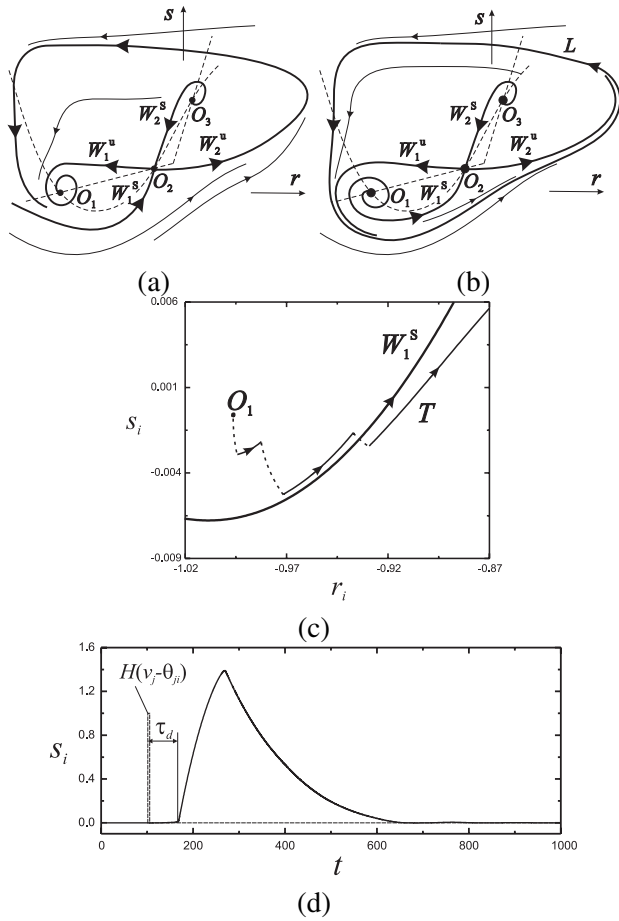 s
s
L
W₂ˢ
O₃
W₂ˢ
O₃
W₁ᵘ
W₂ᵘ
W₁ᵘ
W₂ᵘ
O₁
W₁ˢ
O₂
r
O₁
W₁ˢ
O₂
r
(a)
(b)
0.006
W₁ˢ
0.001
O₁
T
sᵢ
-0.004
-0.009
-1.02 -0.97 -0.92 -0.87
rᵢ
(c)
1.6
H(vⱼ-θⱼᵢ)
1.2
τ_d
0.8
sᵢ
0.4
0.0
0 200 400 600 800 1000
t
(d)